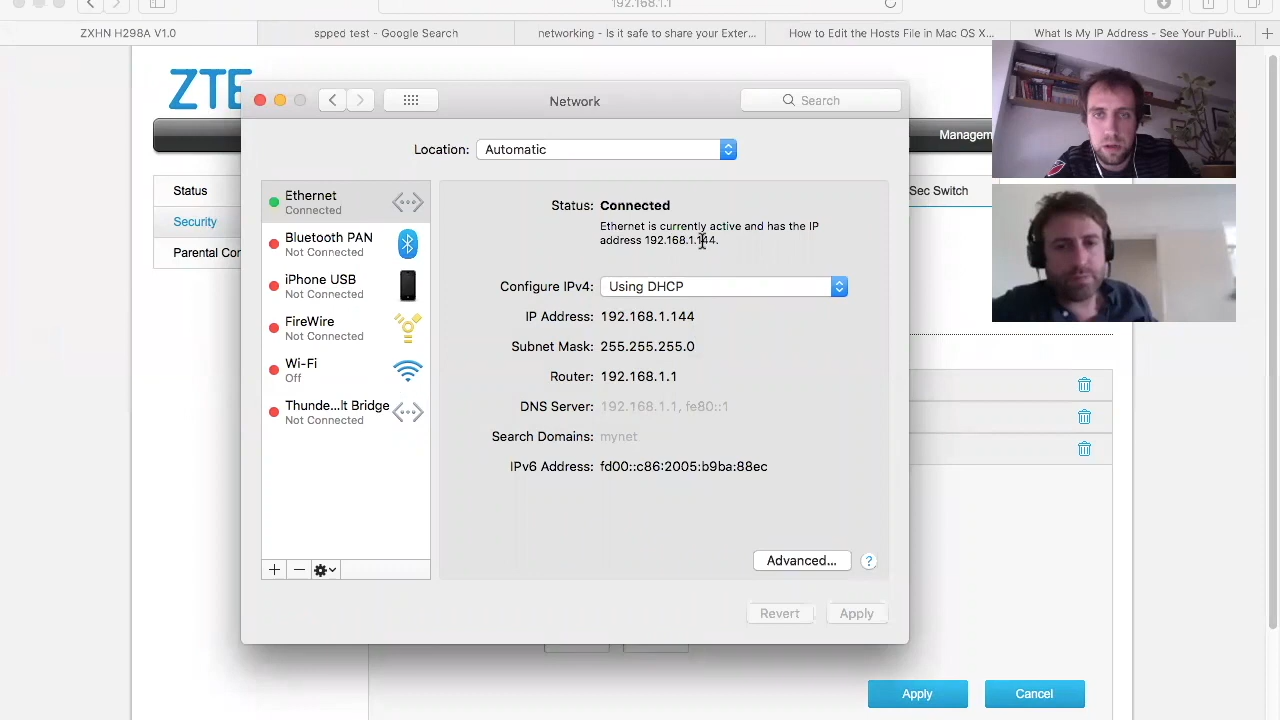 192.168.1.1
ZXHN H298A V1.0
spped test - Google Search
networking - Is it safe to share your Exter...
How to Edit the Hosts File in Mac OS X...
What Is My IP Address - See Your Publi...
ZTE
Network
Search
Managem
Location:
Automatic
Status
Security
Parental Con
Sec Switch
Ethernet
Connected
Bluetooth PAN
Not Connected
iPhone USB
Not Connected
FireWire
Not Connected
Wi-Fi
Off
Thunde...lt Bridge
Not Connected
Status: Connected
Ethernet is currently active and has the IP
address 192.168.1.144.
Configure IPv4: Using DHCP
IP Address: 192.168.1.144
Subnet Mask: 255.255.255.0
Router: 192.168.1.1
DNS Server: 192.168.1.1, fe80::1
Search Domains: mynet
IPv6 Address: fd00::c86:2005:b9ba:88ec
Advanced...
?
Revert
Apply
Apply
Cancel